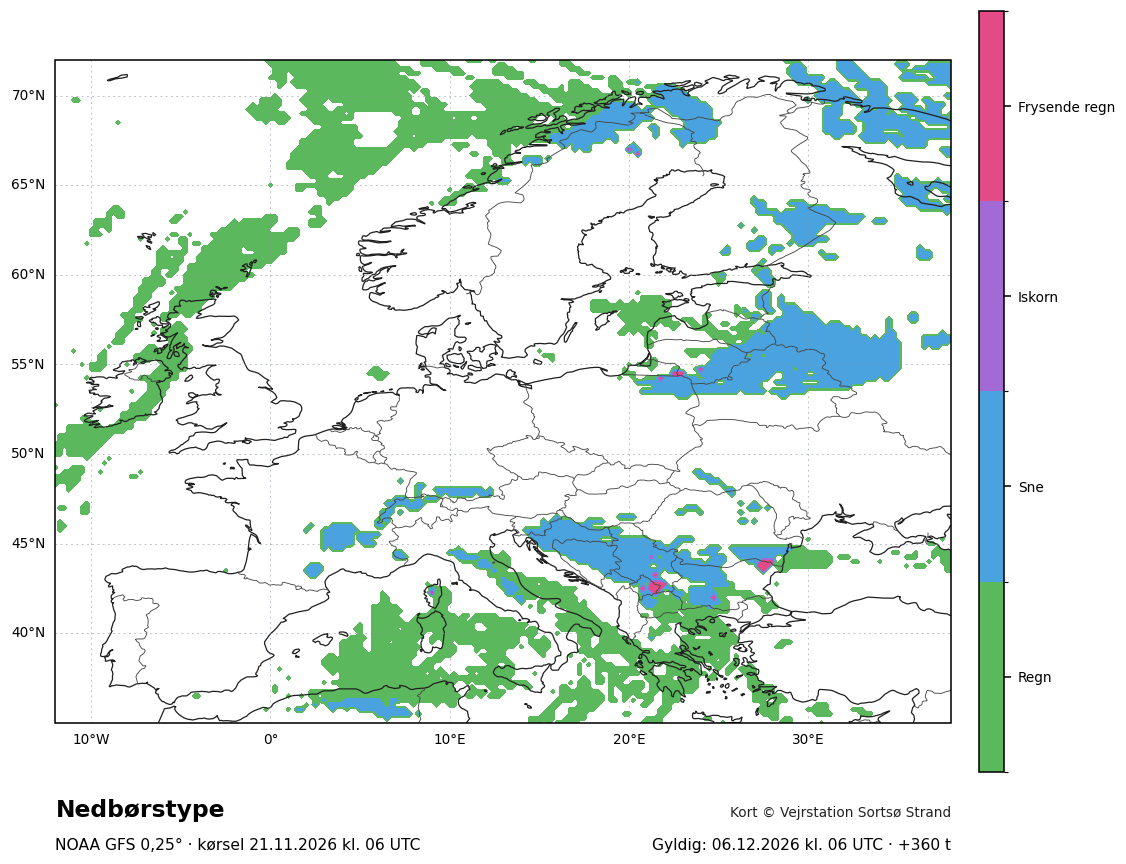 70°N
65°N
60°N
55°N
50°N
45°N
40°N
10°W
0°
10°E
20°E
30°E
Frysende regn
Iskorn
Sne
Regn
Nedbørstype
Kort © Vejrstation Sortsø Strand
NOAA GFS 0,25° · kørsel 21.11.2026 kl. 06 UTC
Gyldig: 06.12.2026 kl. 06 UTC · +360 t